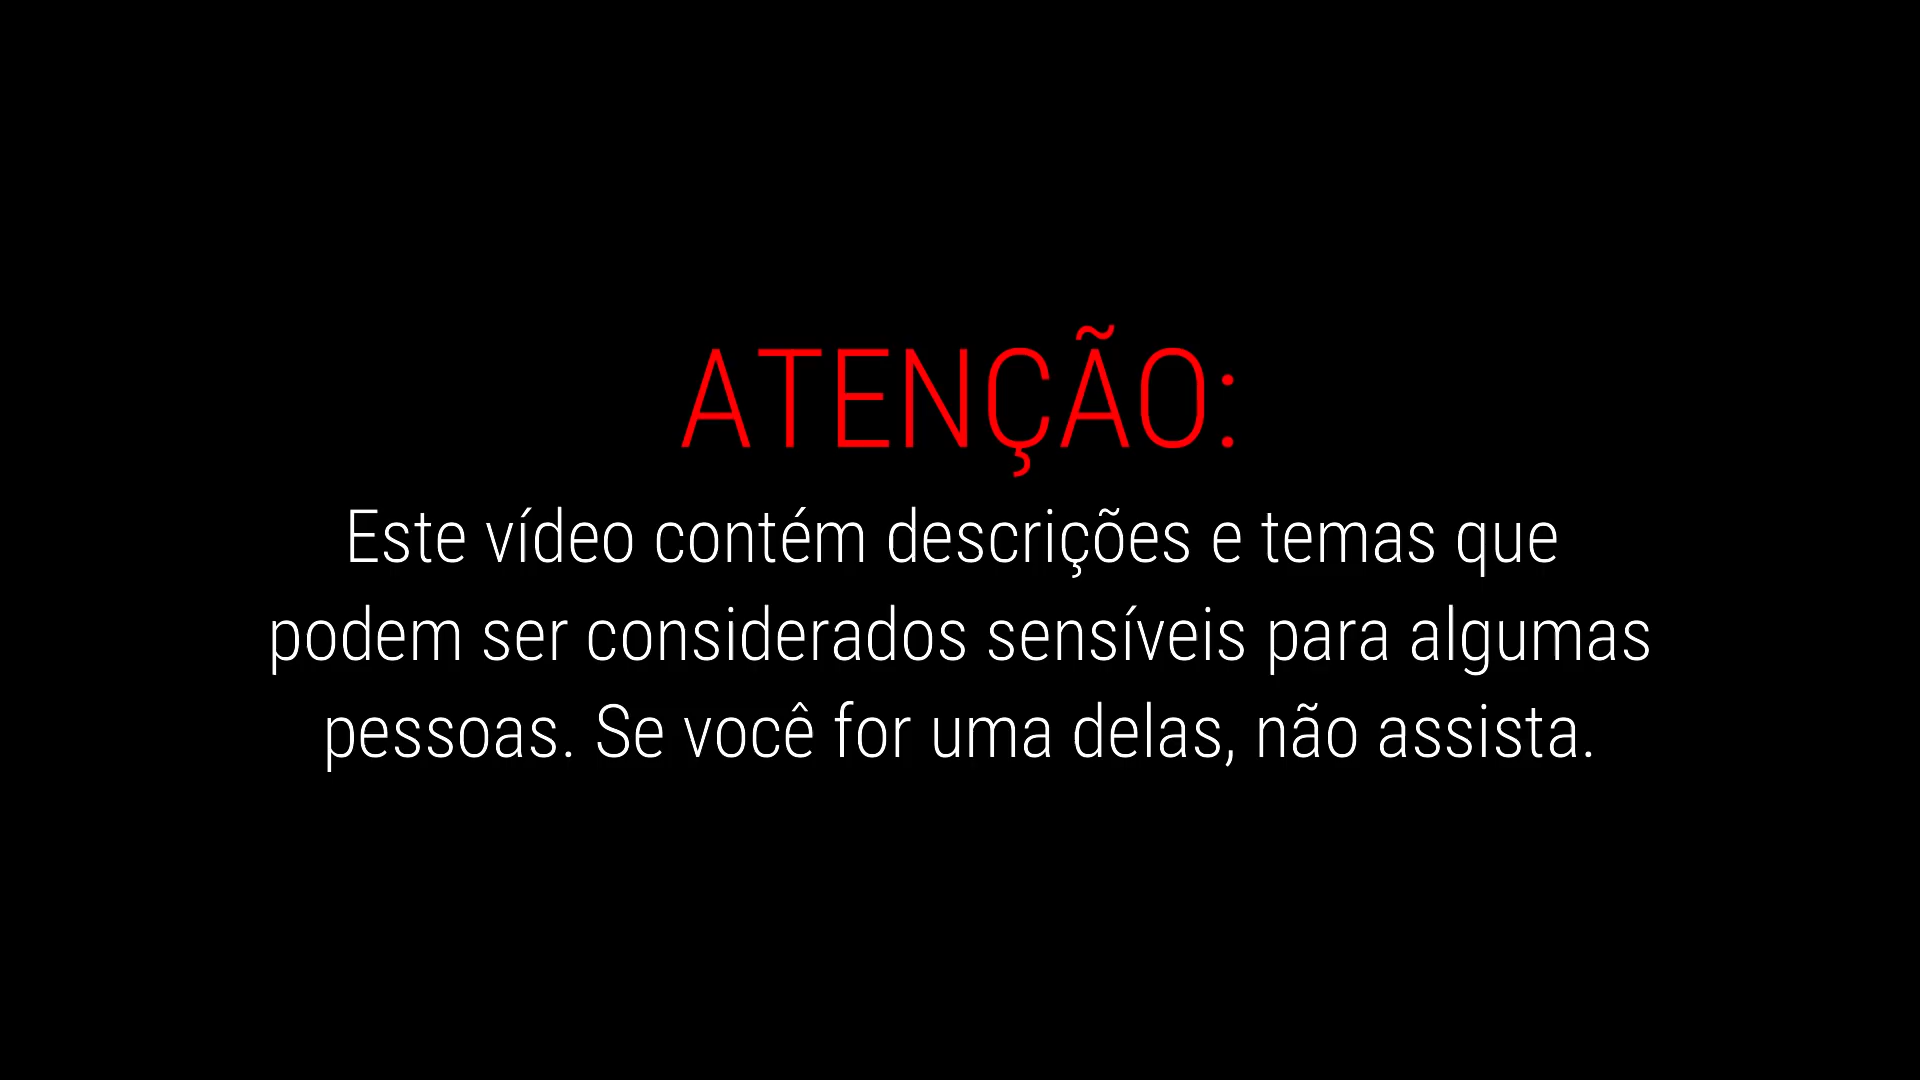 ATENÇÃO:
Este vídeo contém descrições e temas que
podem ser considerados sensíveis para algumas
pessoas. Se você for uma delas, não assista.